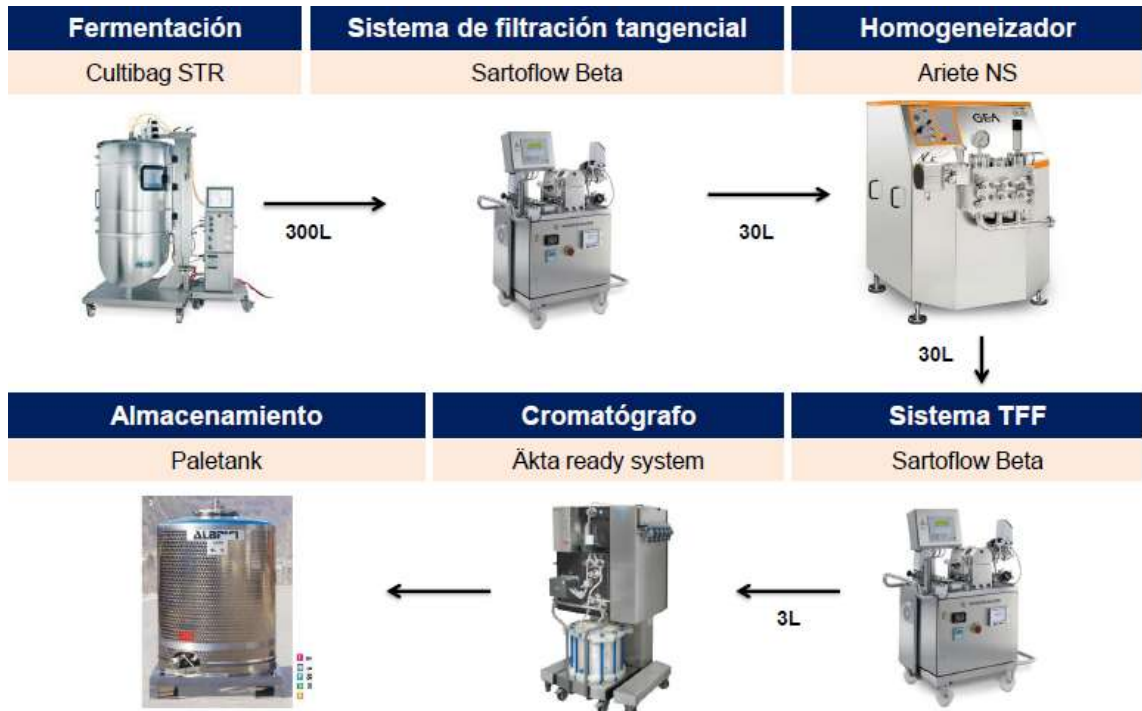 Fermentación
Sistema de filtración tangencial
Homogeneizador
Cultibag STR
Sartoflow Beta
Ariete NS
GEA
300L
30L
30L
Almacenamiento
Cromatógrafo
Sistema TFF
Paletank
Äkta ready system
Sartoflow Beta
3L